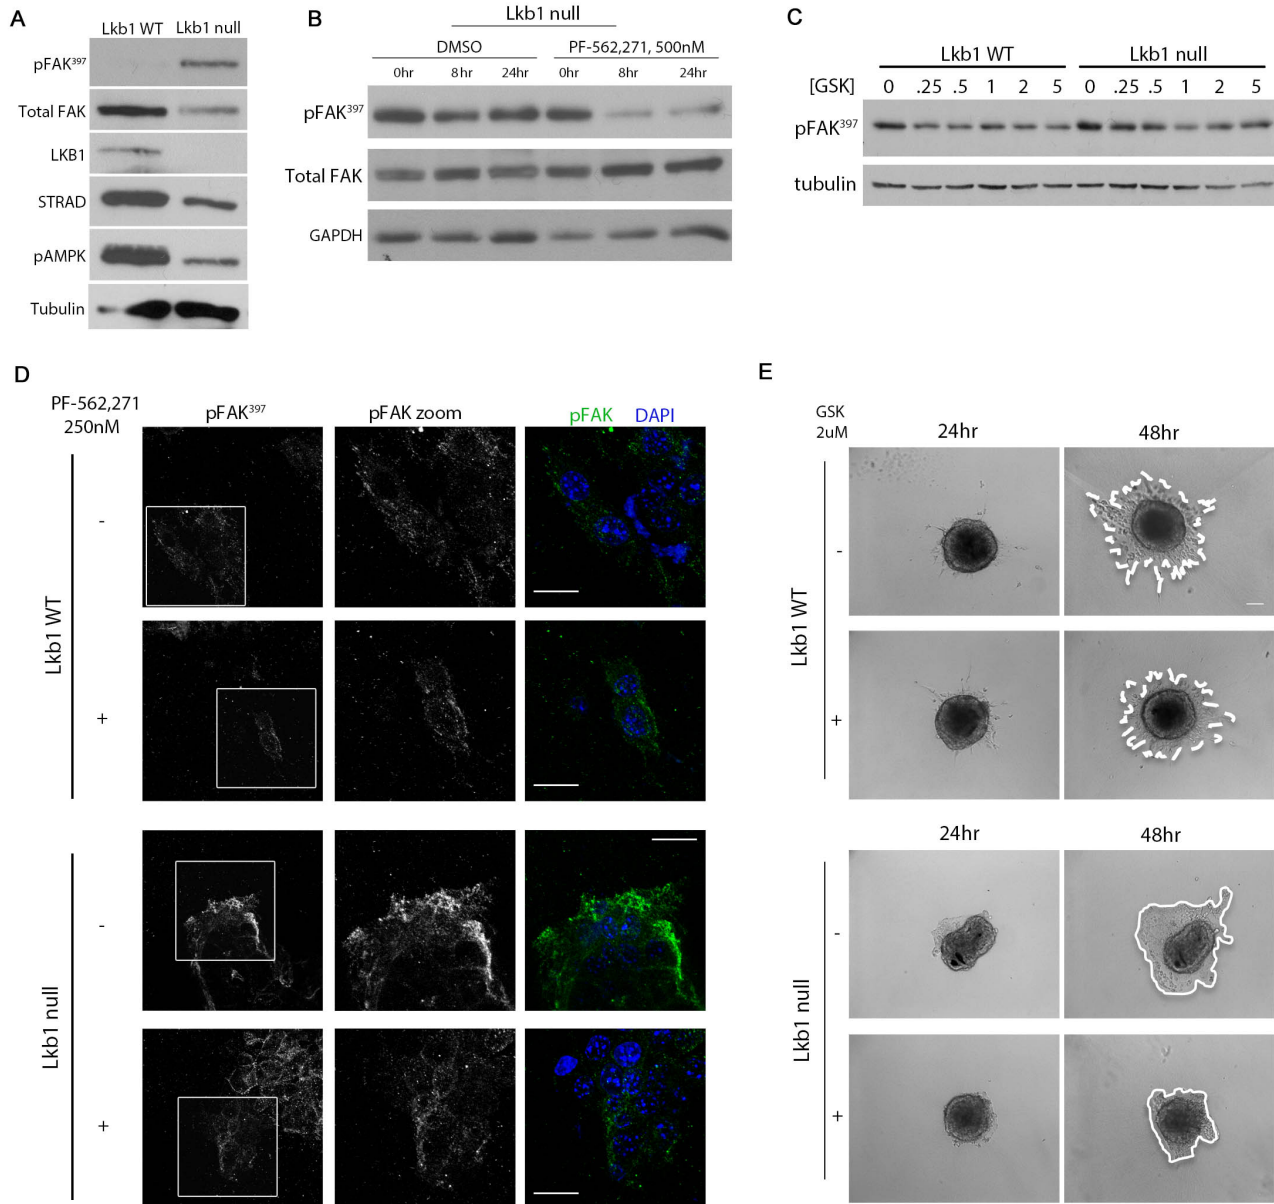 A
Lkb1 WT Lkb1 null
pFAK³⁹⁷
Total FAK
LKB1
STRAD
pAMPK
Tubulin
B
Lkb1 null
DMSO PF-562,271, 500nM
0hr 8hr 24hr 0hr 8hr 24hr
pFAK³⁹⁷
Total FAK
GAPDH
C
Lkb1 WT Lkb1 null
[GSK] 0 .25 .5 1 2 5 0 .25 .5 1 2 5
pFAK³⁹⁷
tubulin
D
PF-562,271
250nM
pFAK³⁹⁷ pFAK zoom pFAK DAPI
Lkb1 WT
-
+
Lkb1 null
-
+
E
GSK
2uM
24hr 48hr
Lkb1 WT
-
+
24hr 48hr
Lkb1 null
-
+